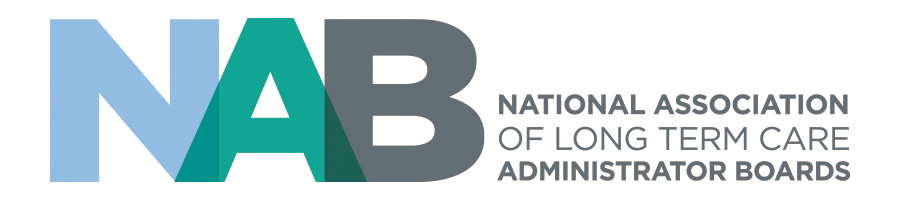 NAB
NATIONAL ASSOCIATION
OF LONG TERM CARE
ADMINISTRATOR BOARDS